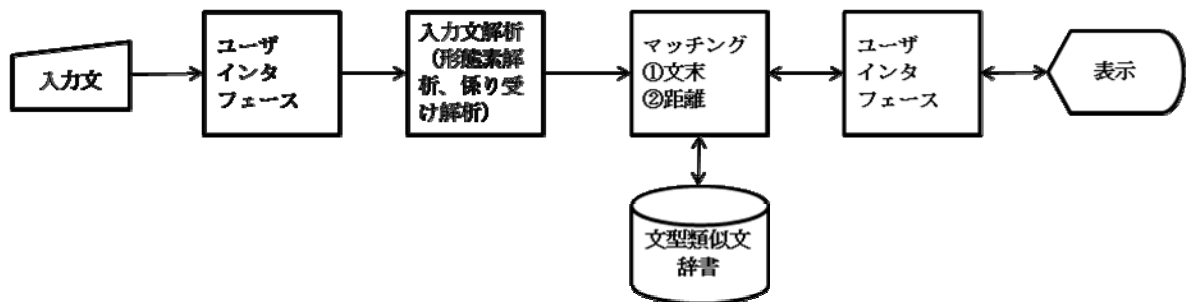 入力文
ユーザ
インタ
フェース
入力文解析
（形態素解
析、係り受
け解析）
マッチング
①文末
②距離
ユーザ
インタ
フェース
表示
文型類似文
辞書